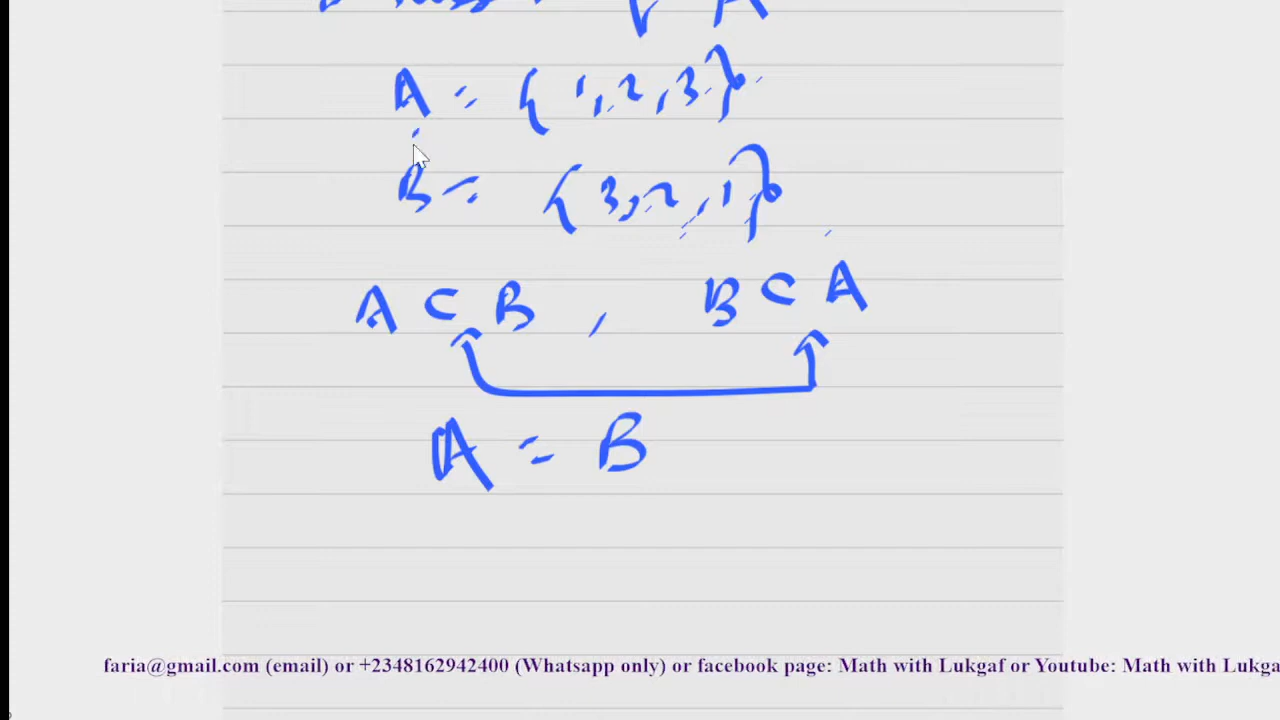 A = { 1, 2, 3 }
B = { 3, 2, 1 }
A ⊂ B , B ⊂ A
A = B
faria@gmail.com (email) or +2348162942400 (Whatsapp only) or facebook page: Math with Lukgaf or Youtube: Math with Lukga